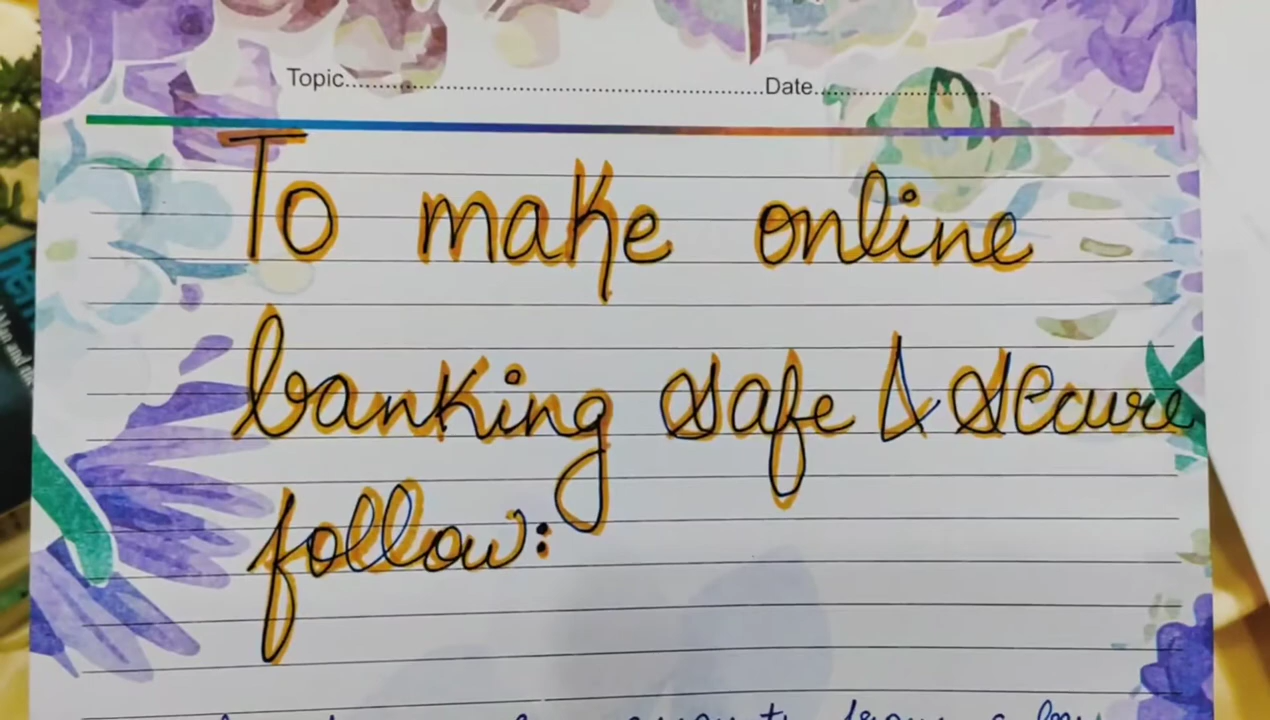 Topic..........Date..........
To make online
banking safe & secure
follow: